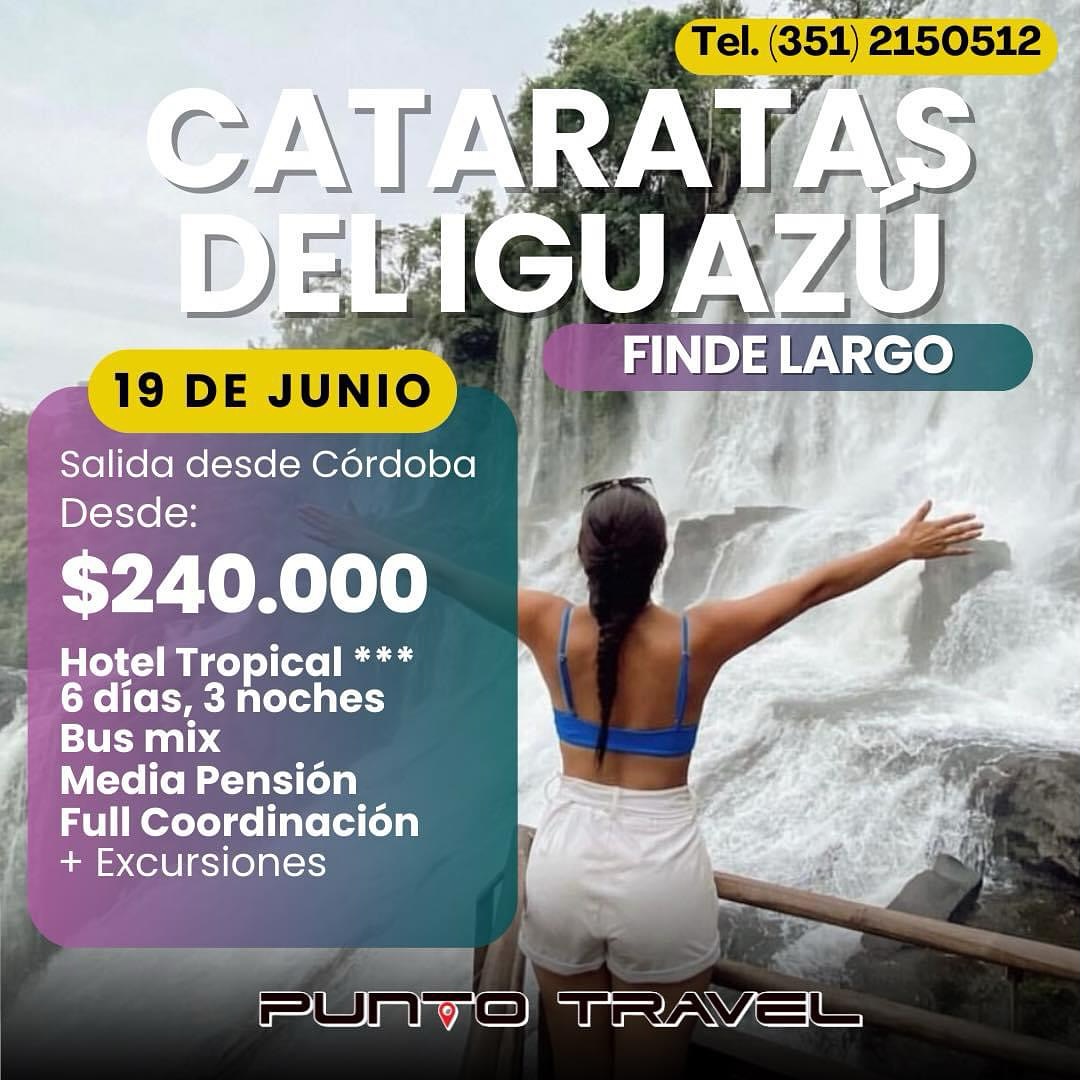 Tel. (351) 2150512
CATARATAS
DEL IGUAZÚ
FINDE LARGO
19 DE JUNIO
Salida desde Córdoba
Desde:
$240.000
Hotel Tropical ***
6 días, 3 noches
Bus mix
Media Pensión
Full Coordinación
+ Excursiones
PUNTO TRAVEL